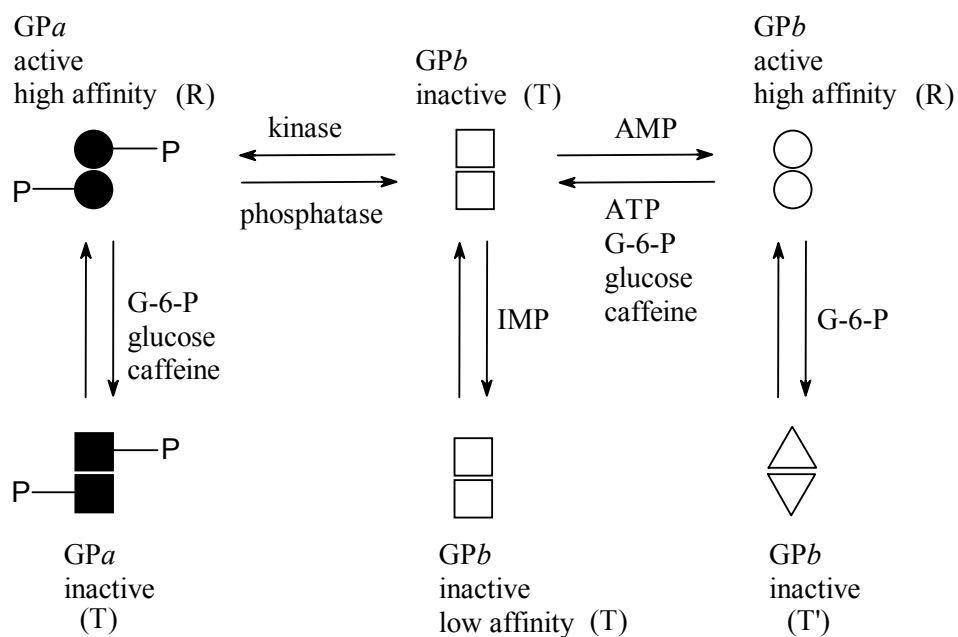 GPa
active
high affinity (R)
GPb
inactive (T)
GPb
active
high affinity (R)
P
P
kinase
phosphatase
AMP
ATP
G-6-P
glucose
caffeine
G-6-P
glucose
caffeine
IMP
G-6-P
P
P
GPa
inactive
(T)
GPb
inactive
low affinity (T)
GPb
inactive
(T')